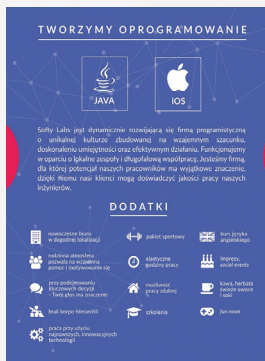 TWORZYMY OPROGRAMOWANIE
JAVA
iOS
Softy Labs jest dynamicznie rozwijającą się firmą programistyczną
o unikalnej kulturze zbudowanej na wzajemnym szacunku,
doskonaleniu umiejętności oraz efektywnym działaniu. Funkcjonujemy
w oparciu o lokalne zespoły i długofalową współpracę. Jesteśmy firmą,
dla której potencjał naszych pracowników ma wyjątkowe znaczenie,
dzięki niemu nasi klienci mogą doświadczyć jakości pracy naszych
inżynierów.
DODATKI
nowoczesne biuro
w dogodnej lokalizacji
rodzinna atmosfera
pozwala na wzajemną
pomoc i motywowanie się
przy podejmowaniu
kluczowych decyzji
- Twój głos ma znaczenie
brak korpo-hierarchii
praca przy użyciu
najnowszych, innowacyjnych
technologii
pakiet sportowy
elastyczne
godziny pracy
możliwość
pracy zdalnej
szkolenia
kurs języka
angielskiego
imprezy,
social events
kawa, herbata
świeże owoce
i soki
fun room